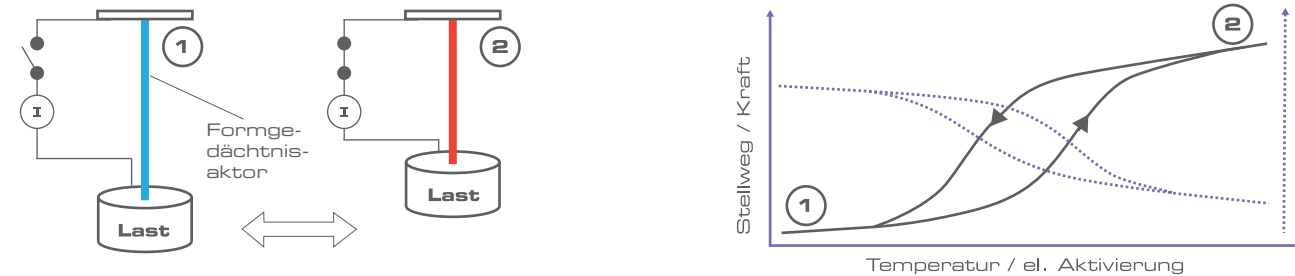 1
I
Formge-
dächtnis-
aktor
Last
2
I
Last
Stellweg / Kraft
1
2
Temperatur / el. Aktivierung